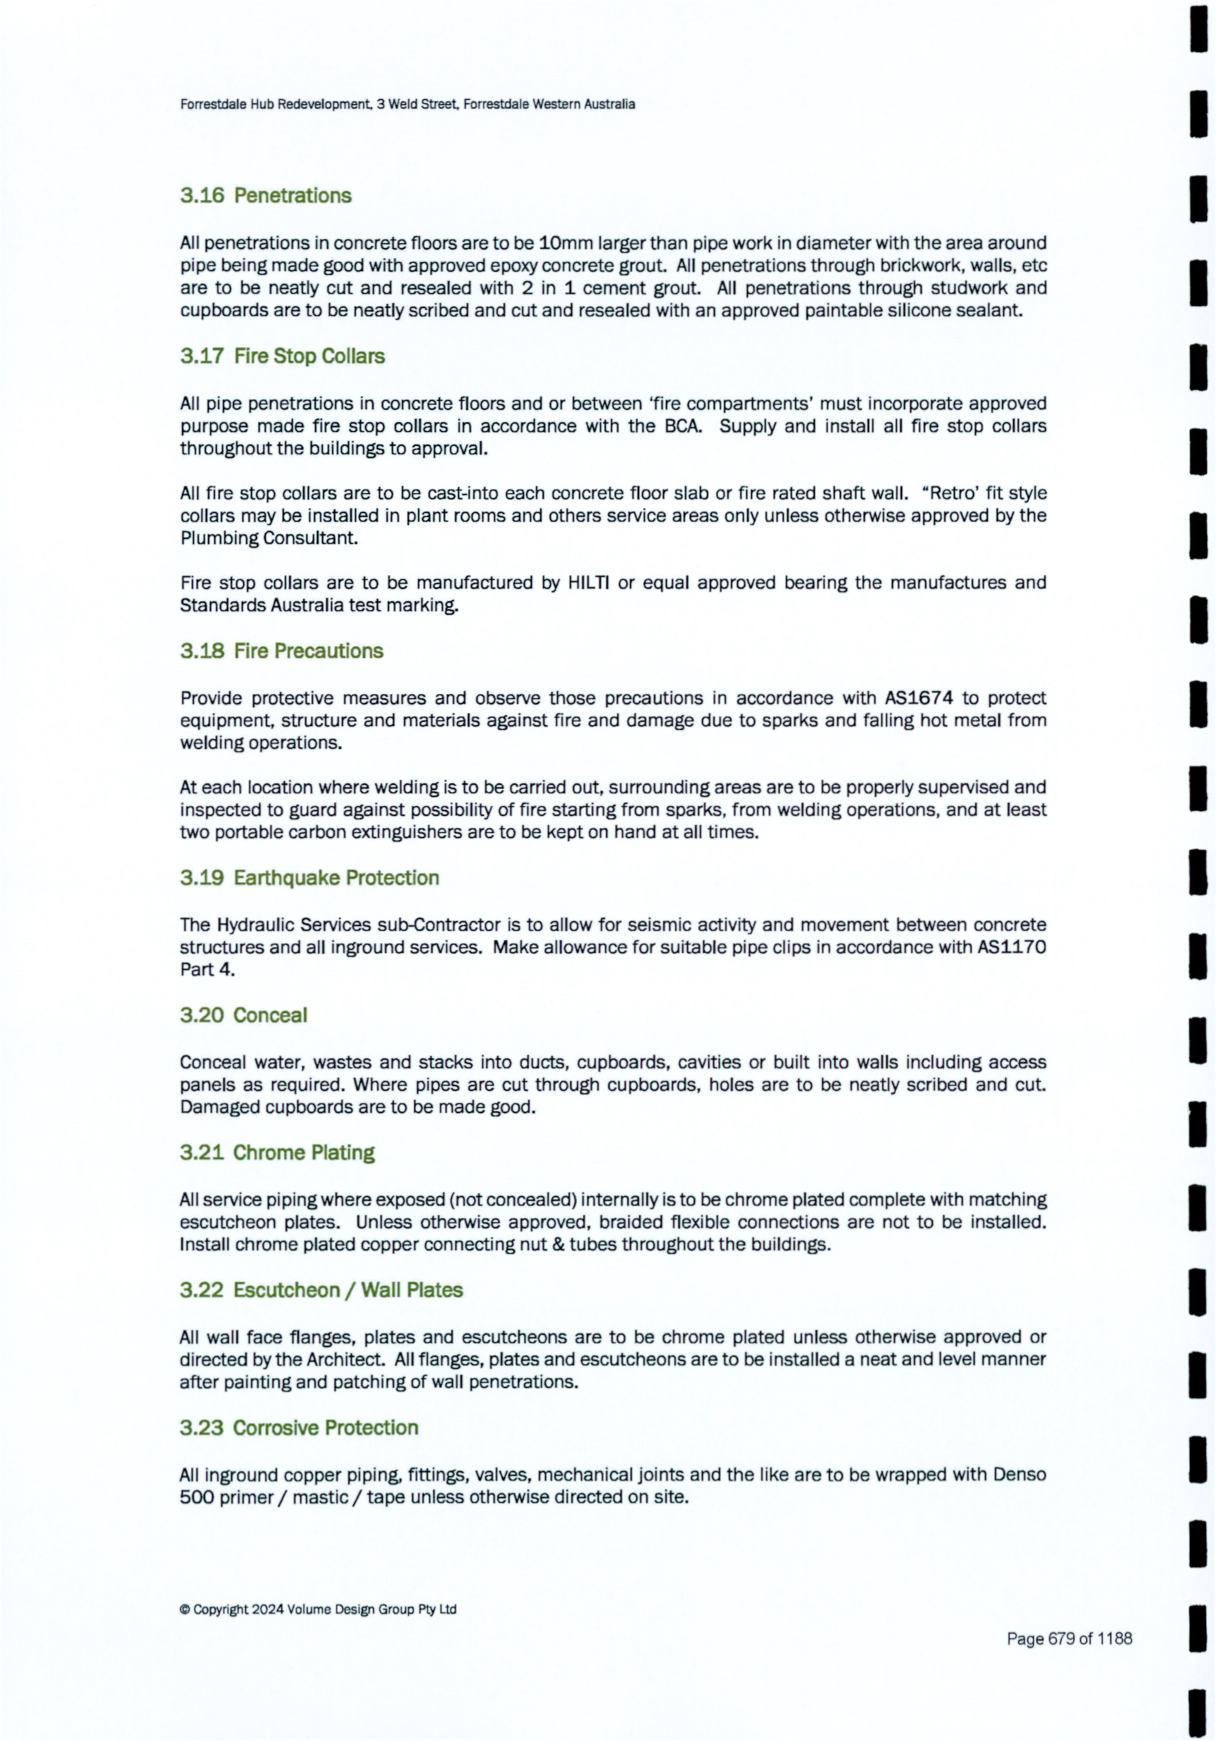 Forrestdale Hub Redevelopment, 3 Weld Street, Forrestdale Western Australia
3.16 Penetrations
All penetrations in concrete floors are to be 10mm larger than pipe work in diameter with the area around
pipe being made good with approved epoxy concrete grout. All penetrations through brickwork, walls, etc
are to be neatly cut and resealed with 2 in 1 cement grout. All penetrations through studwork and
cupboards are to be neatly scribed and cut and resealed with an approved paintable silicone sealant.
3.17 Fire Stop Collars
All pipe penetrations in concrete floors and or between ‘fire compartments’ must incorporate approved
purpose made fire stop collars in accordance with the BCA. Supply and install all fire stop collars
throughout the buildings to approval.
All fire stop collars are to be cast-into each concrete floor slab or fire rated shaft wall. “Retro’ fit style
collars may be installed in plant rooms and others service areas only unless otherwise approved by the
Plumbing Consultant.
Fire stop collars are to be manufactured by HILTI or equal approved bearing the manufactures and
Standards Australia test marking.
3.18 Fire Precautions
Provide protective measures and observe those precautions in accordance with AS1674 to protect
equipment, structure and materials against fire and damage due to sparks and falling hot metal from
welding operations.
At each location where welding is to be carried out, surrounding areas are to be properly supervised and
inspected to guard against possibility of fire starting from sparks, from welding operations, and at least
two portable carbon extinguishers are to be kept on hand at all times.
3.19 Earthquake Protection
The Hydraulic Services sub-Contractor is to allow for seismic activity and movement between concrete
structures and all inground services. Make allowance for suitable pipe clips in accordance with AS1170
Part 4.
3.20 Conceal
Conceal water, wastes and stacks into ducts, cupboards, cavities or built into walls including access
panels as required. Where pipes are cut through cupboards, holes are to be neatly scribed and cut.
Damaged cupboards are to be made good.
3.21 Chrome Plating
All service piping where exposed (not concealed) internally is to be chrome plated complete with matching
escutcheon plates. Unless otherwise approved, braided flexible connections are not to be installed.
Install chrome plated copper connecting nut & tubes throughout the buildings.
3.22 Escutcheon / Wall Plates
All wall face flanges, plates and escutcheons are to be chrome plated unless otherwise approved or
directed by the Architect. All flanges, plates and escutcheons are to be installed a neat and level manner
after painting and patching of wall penetrations.
3.23 Corrosive Protection
All inground copper piping, fittings, valves, mechanical joints and the like are to be wrapped with Denso
500 primer / mastic / tape unless otherwise directed on site.
© Copyright 2024 Volume Design Group Pty Ltd
Page 679 of 1188